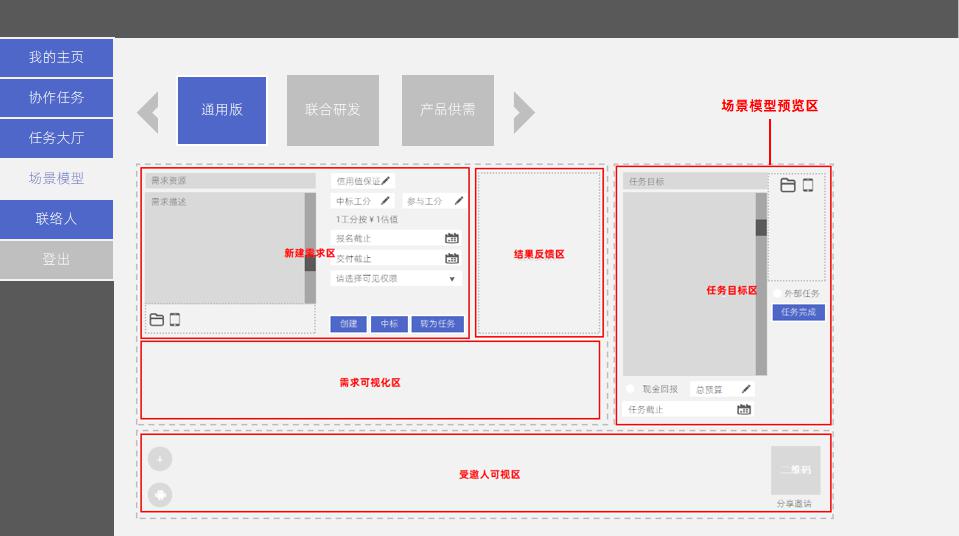 我的主页
协作任务
任务大厅
场景模型
联络人
登出
通用版
联合研发
产品供需
场景模型预览区
需求资源
需求描述
信用值保证
中标工分
参与工分
1工分按 ¥ 1估值
报名截止
交付截止
请选择可见权限
创建
中标
转为任务
新建需求区
结果反馈区
需求可视化区
任务目标
任务目标区
外部任务
任务完成
现金回报
总预算
任务截止
+
受邀人可视区
二维码
分享邀请